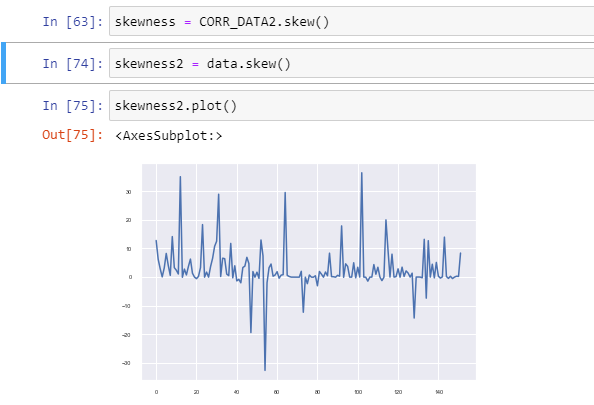 In [63]: skewness = CORR_DATA2.skew()
In [74]: skewness2 = data.skew()
In [75]: skewness2.plot()
Out[75]: <AxesSubplot:>
30
20
10
0
−10
−20
−30
0 20 40 60 80 100 120 140